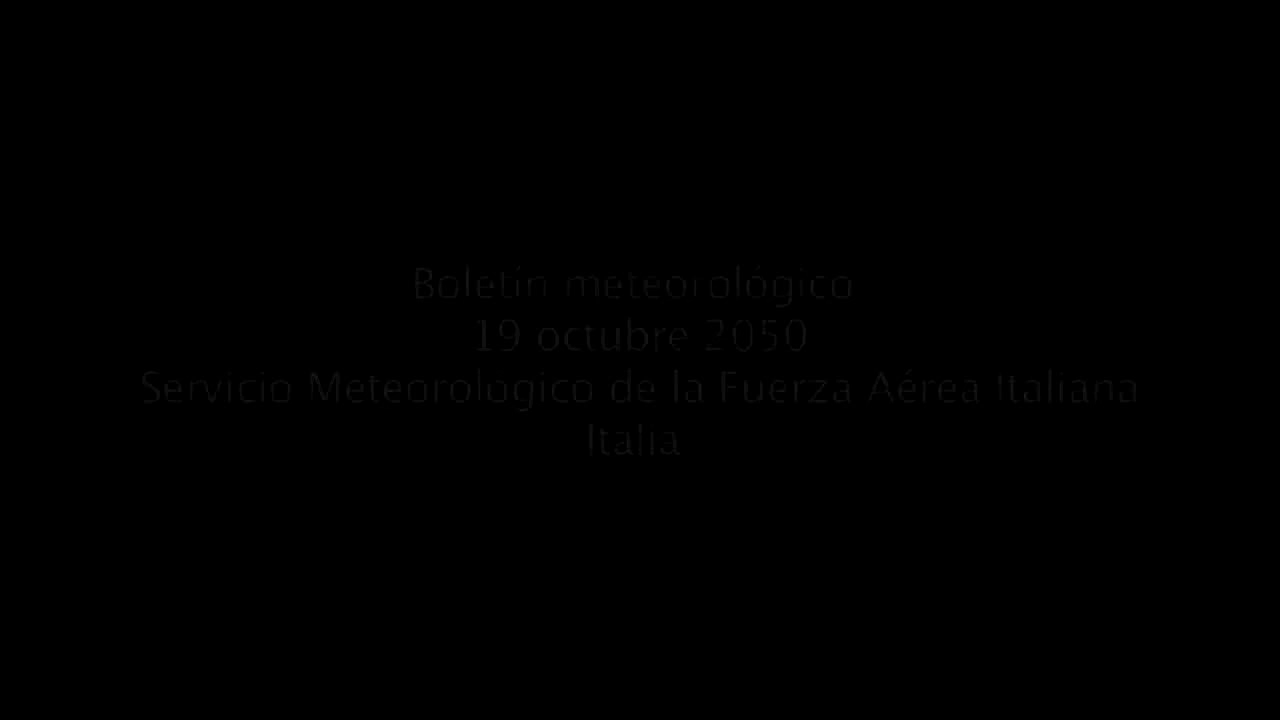 Boletín meteorológico
19 octubre 2050
Servicio Meteorológico de la Fuerza Aérea Italiana
Italia